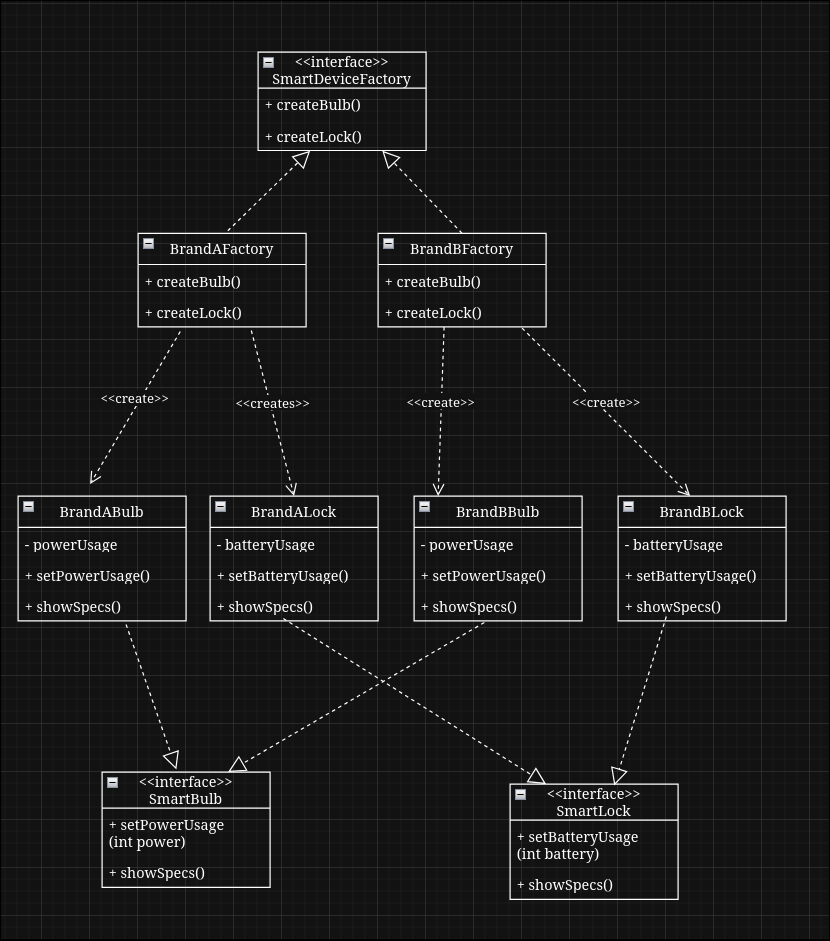 <<interface>>
SmartDeviceFactory
+ createBulb()
+ createLock()
BrandAFactory
+ createBulb()
+ createLock()
BrandBFactory
+ createBulb()
+ createLock()
<<create>>
<<creates>>
<<create>>
<<create>>
BrandABulb
- powerUsage
+ setPowerUsage()
+ showSpecs()
BrandALock
- batteryUsage
+ setBatteryUsage()
+ showSpecs()
BrandBBulb
- powerUsage
+ setPowerUsage()
+ showSpecs()
BrandBLock
- batteryUsage
+ setBatteryUsage()
+ showSpecs()
<<interface>>
SmartBulb
+ setPowerUsage
(int power)
+ showSpecs()
<<interface>>
SmartLock
+ setBatteryUsage
(int battery)
+ showSpecs()